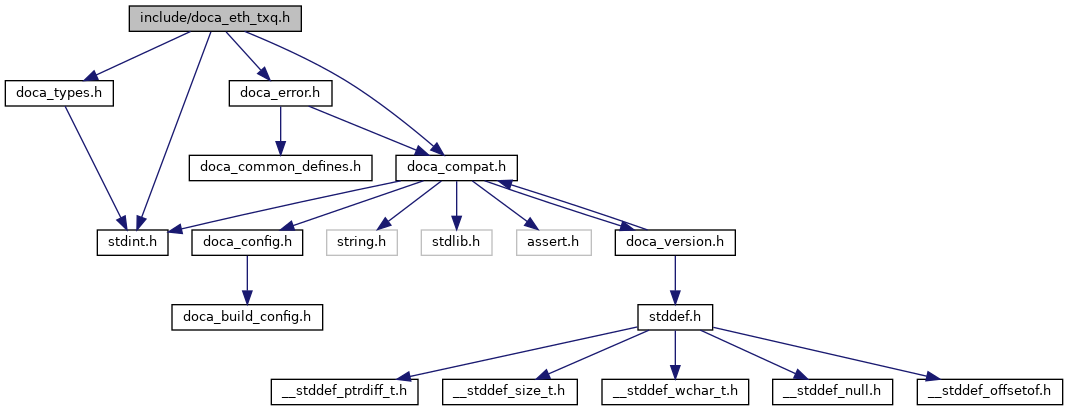 include/doca_eth_txq.h
doca_types.h
doca_error.h
doca_common_defines.h
doca_compat.h
stdint.h
doca_config.h
string.h
stdlib.h
assert.h
doca_version.h
doca_build_config.h
stddef.h
__stddef_ptrdiff_t.h
__stddef_size_t.h
__stddef_wchar_t.h
__stddef_null.h
__stddef_offsetof.h